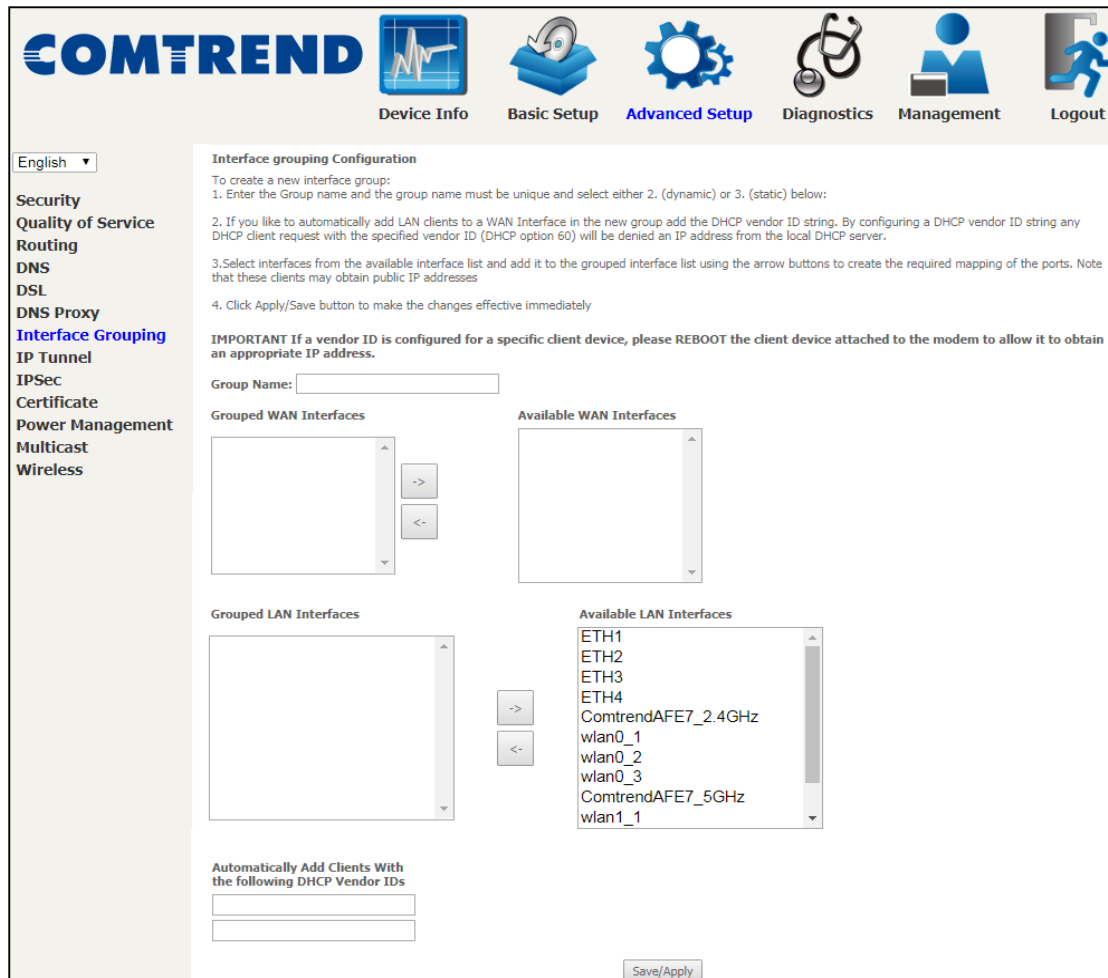 COMTREND
Device Info
Basic Setup
Advanced Setup
Diagnostics
Management
Logout
English
Security
Quality of Service
Routing
DNS
DSL
DNS Proxy
Interface Grouping
IP Tunnel
IPSec
Certificate
Power Management
Multicast
Wireless
Interface grouping Configuration
To create a new interface group:
1. Enter the Group name and the group name must be unique and select either 2. (dynamic) or 3. (static) below:
2. If you like to automatically add LAN clients to a WAN Interface in the new group add the DHCP vendor ID string. By configuring a DHCP vendor ID string any
DHCP client request with the specified vendor ID (DHCP option 60) will be denied an IP address from the local DHCP server.
3.Select interfaces from the available interface list and add it to the grouped interface list using the arrow buttons to create the required mapping of the ports. Note
that these clients may obtain public IP addresses
4. Click Apply/Save button to make the changes effective immediately
IMPORTANT If a vendor ID is configured for a specific client device, please REBOOT the client device attached to the modem to allow it to obtain
an appropriate IP address.
Group Name:
Grouped WAN Interfaces
Available WAN Interfaces
->
<-
Grouped LAN Interfaces
Available LAN Interfaces
->
<-
ETH1
ETH2
ETH3
ETH4
ComtrendAFE7_2.4GHz
wlan0_1
wlan0_2
wlan0_3
ComtrendAFE7_5GHz
wlan1_1
Automatically Add Clients With
the following DHCP Vendor IDs
Save/Apply